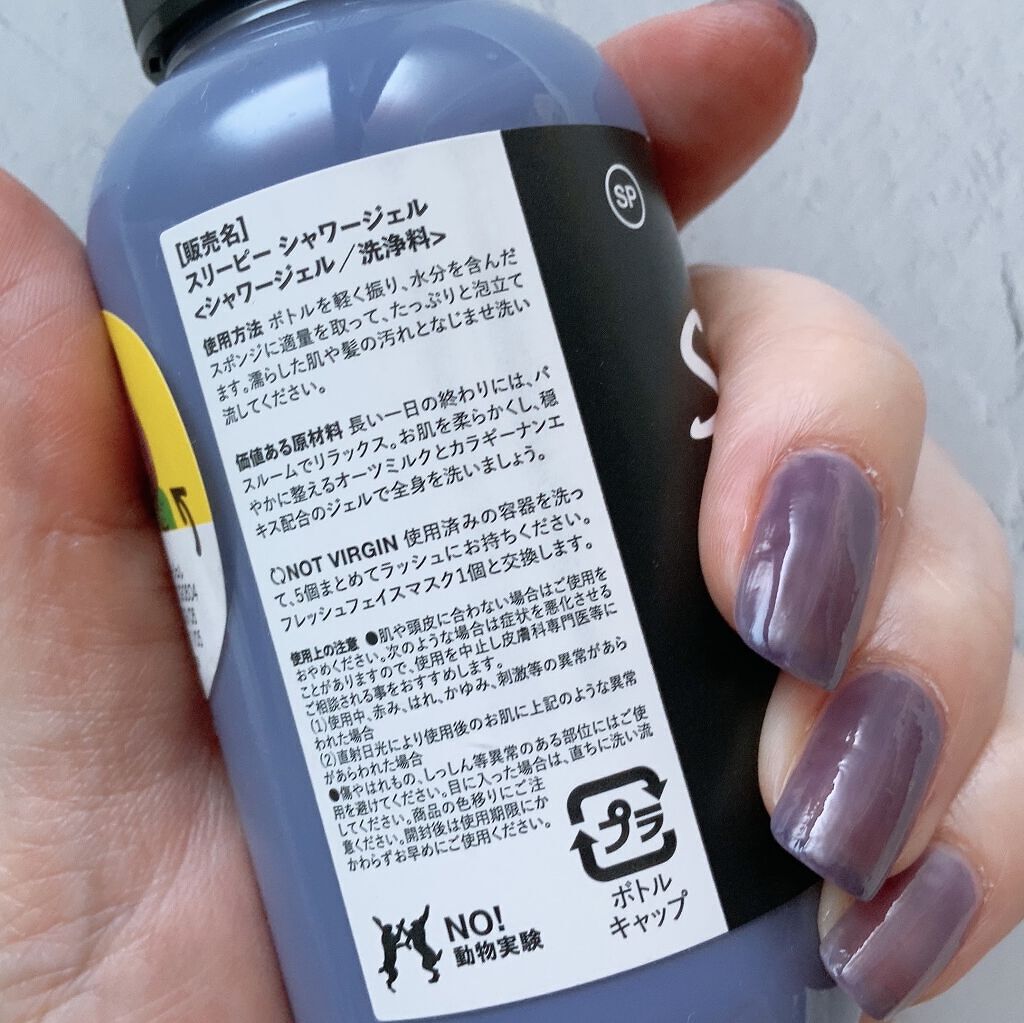 SP
S
[販売名]
スリーピー シャワージェル
<シャワージェル/洗浄料>
使用方法 ボトルを軽く振り、水分を含んだ
スポンジに適量を取って、たっぷりと泡立て
ます。濡らした肌や髪の汚れとなじませ洗い
流してください。
価値ある原材料 長い一日の終わりには、バ
スルームでリラックス。お肌を柔らかくし、穏
やかに整えるオーツミルクとカラギーナンエ
キス配合のジェルで全身を洗いましょう。
NOT VIRGIN 使用済みの容器を洗っ
て、5個まとめてラッシュにお持ちください。
フレッシュフェイスマスク1個と交換します。
使用上の注意 ●肌や頭皮に合わない場合はご使用を
おやめください。次のような場合は症状を悪化させる
ことがありますので、使用を中止し皮膚科専門医等に
ご相談される事をおすすめします。
(1)使用中、赤み、はれ、かゆみ、刺激等の異常があら
われた場合
(2)直射日光により使用後のお肌に上記のような異常
があらわれた場合
●傷やはれもの、しっしん等異常のある部位にはご使
用を避けてください。目に入った場合は、直ちに洗い流
してください。商品の色移りにご注
意ください。開封後は使用期限にか
かわらずお早めにご使用ください。
プラ
ボトル
キャップ
NO!
動物実験